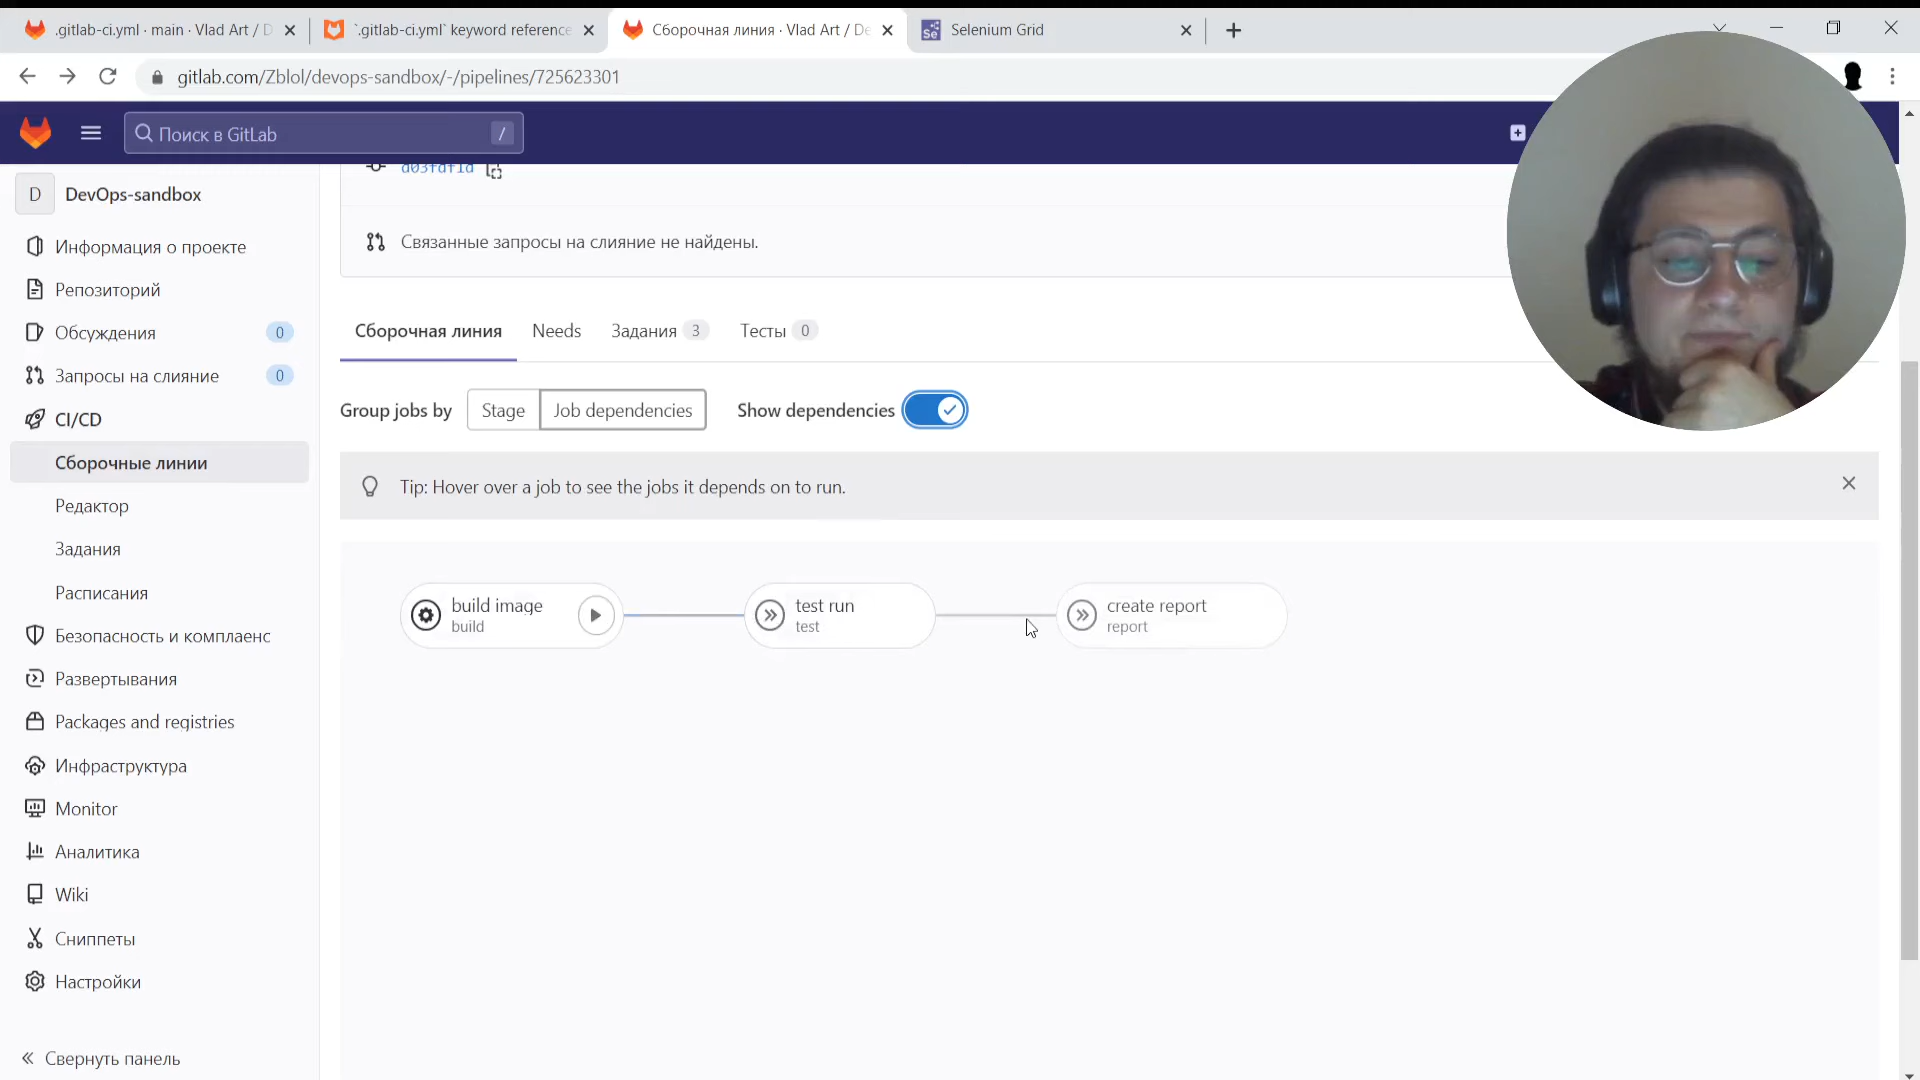 .gitlab-ci.yml · main · Vlad Art / D
`.gitlab-ci.yml` keyword reference
Сборочная линия · Vlad Art / De
Selenium Grid
gitlab.com/Zblol/devops-sandbox/-/pipelines/725623301
Поиск в GitLab
/
D
DevOps-sandbox
Информация о проекте
Репозиторий
Обсуждения
0
Запросы на слияние
0
CI/CD
Сборочные линии
Редактор
Задания
Расписания
Безопасность и комплаенс
Развертывания
Packages and registries
Инфраструктура
Monitor
Аналитика
Wiki
Сниппеты
Настройки
Свернуть панель
d03fdf1d
Связанные запросы на слияние не найдены.
Сборочная линия
Needs
Задания 3
Тесты 0
Group jobs by
Stage
Job dependencies
Show dependencies
Tip: Hover over a job to see the jobs it depends on to run.
build image
build
test run
test
create report
report